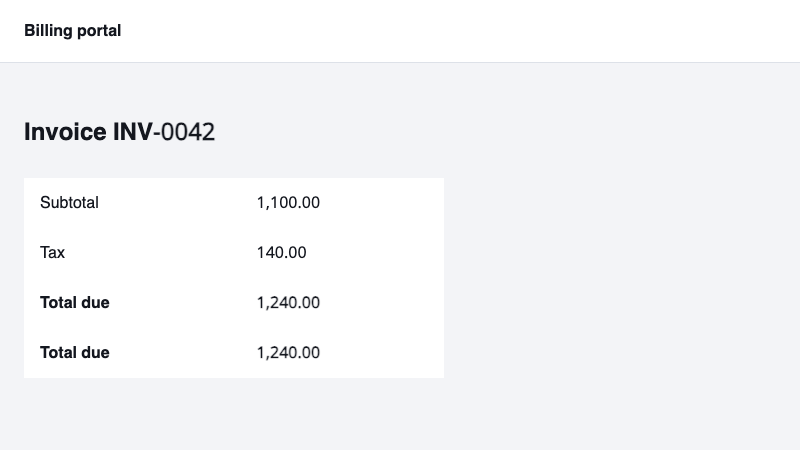 Billing portal
Invoice INV-0042
Subtotal 1,100.00
Tax 140.00
Total due 1,240.00
Total due 1,240.00